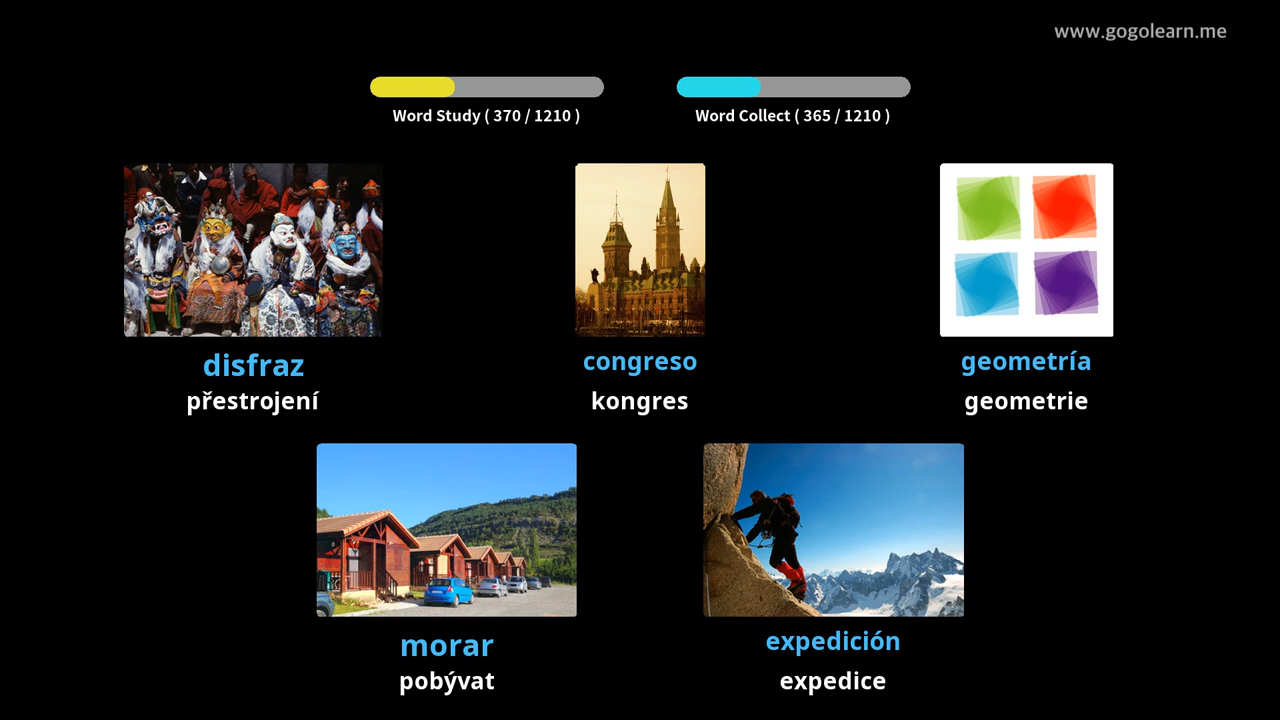 www.gogolearn.me
Word Study ( 370 / 1210 )
Word Collect ( 365 / 1210 )
disfraz
přestrojení
congreso
kongres
geometría
geometrie
morar
pobývat
expedición
expedice